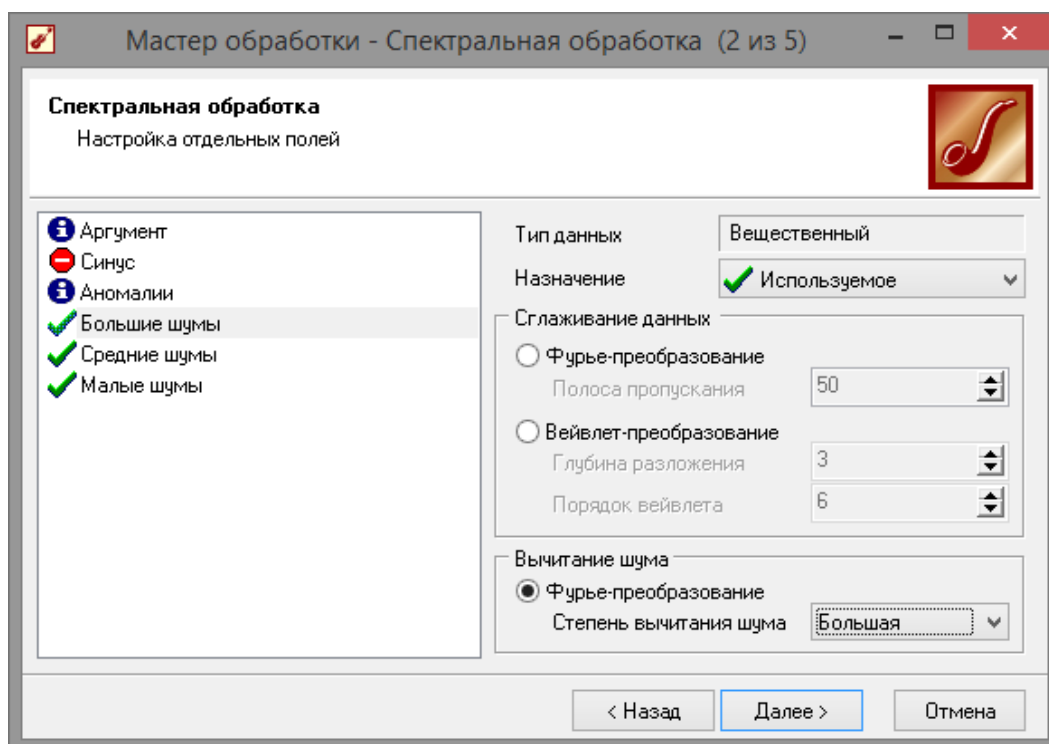 Мастер обработки - Спектральная обработка (2 из 5)
Спектральная обработка
Настройка отдельных полей
Аргумент
Синус
Аномалии
Большие шумы
Средние шумы
Малые шумы
Тип данных Вещественный
Назначение Используемое
Сглаживание данных
Фурье-преобразование
Полоса пропускания 50
Вейвлет-преобразование
Глубина разложения 3
Порядок вейвлета 6
Вычитание шума
Фурье-преобразование
Степень вычитания шума Большая
< Назад Далее > Отмена